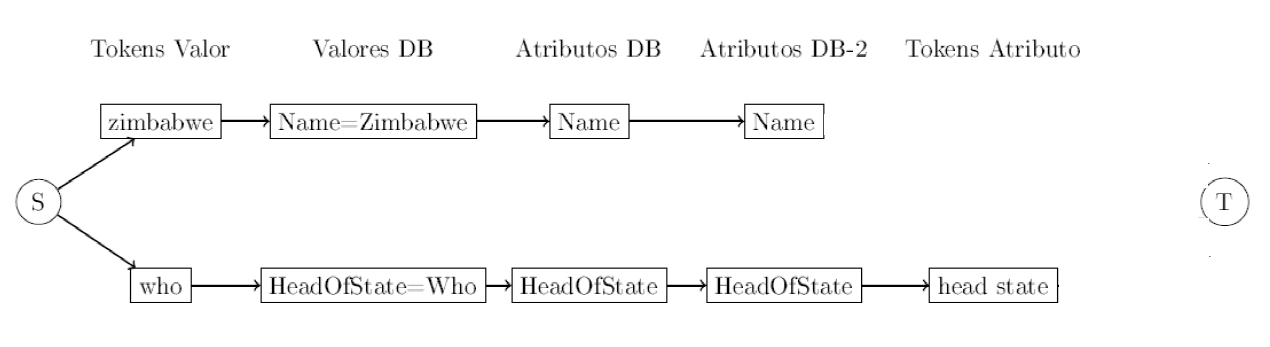 Tokens Valor Valores DB Atributos DB Atributos DB-2 Tokens Atributo
zimbabwe Name=Zimbabwe Name Name
S T
who HeadOfState=Who HeadOfState HeadOfState head state